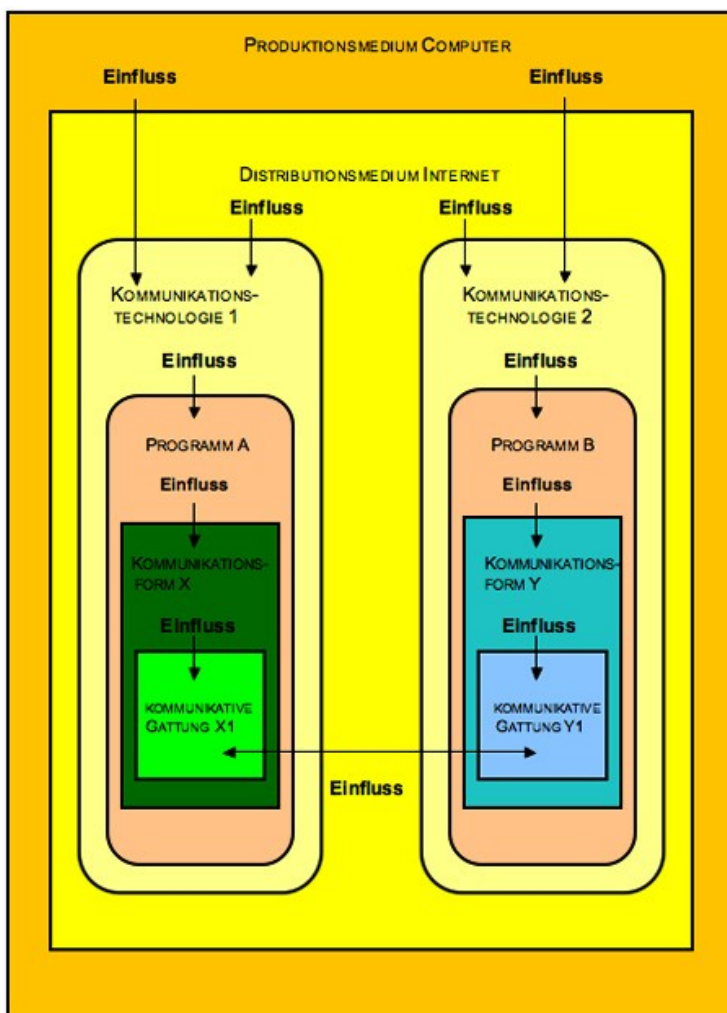 PRODUKTIONSMEDIUM COMPUTER
Einfluss
Einfluss
DISTRIBUTIONSMEDIUM INTERNET
Einfluss
Einfluss
KOMMUNIKATIONS-
TECHNOLOGIE 1
Einfluss
PROGRAMM A
Einfluss
KOMMUNIKATIONS-
FORM X
Einfluss
KOMMUNIKATIVE
GATTUNG X1
KOMMUNIKATIONS-
TECHNOLOGIE 2
Einfluss
PROGRAMM B
Einfluss
KOMMUNIKATIONS-
FORM Y
Einfluss
KOMMUNIKATIVE
GATTUNG Y1
Einfluss